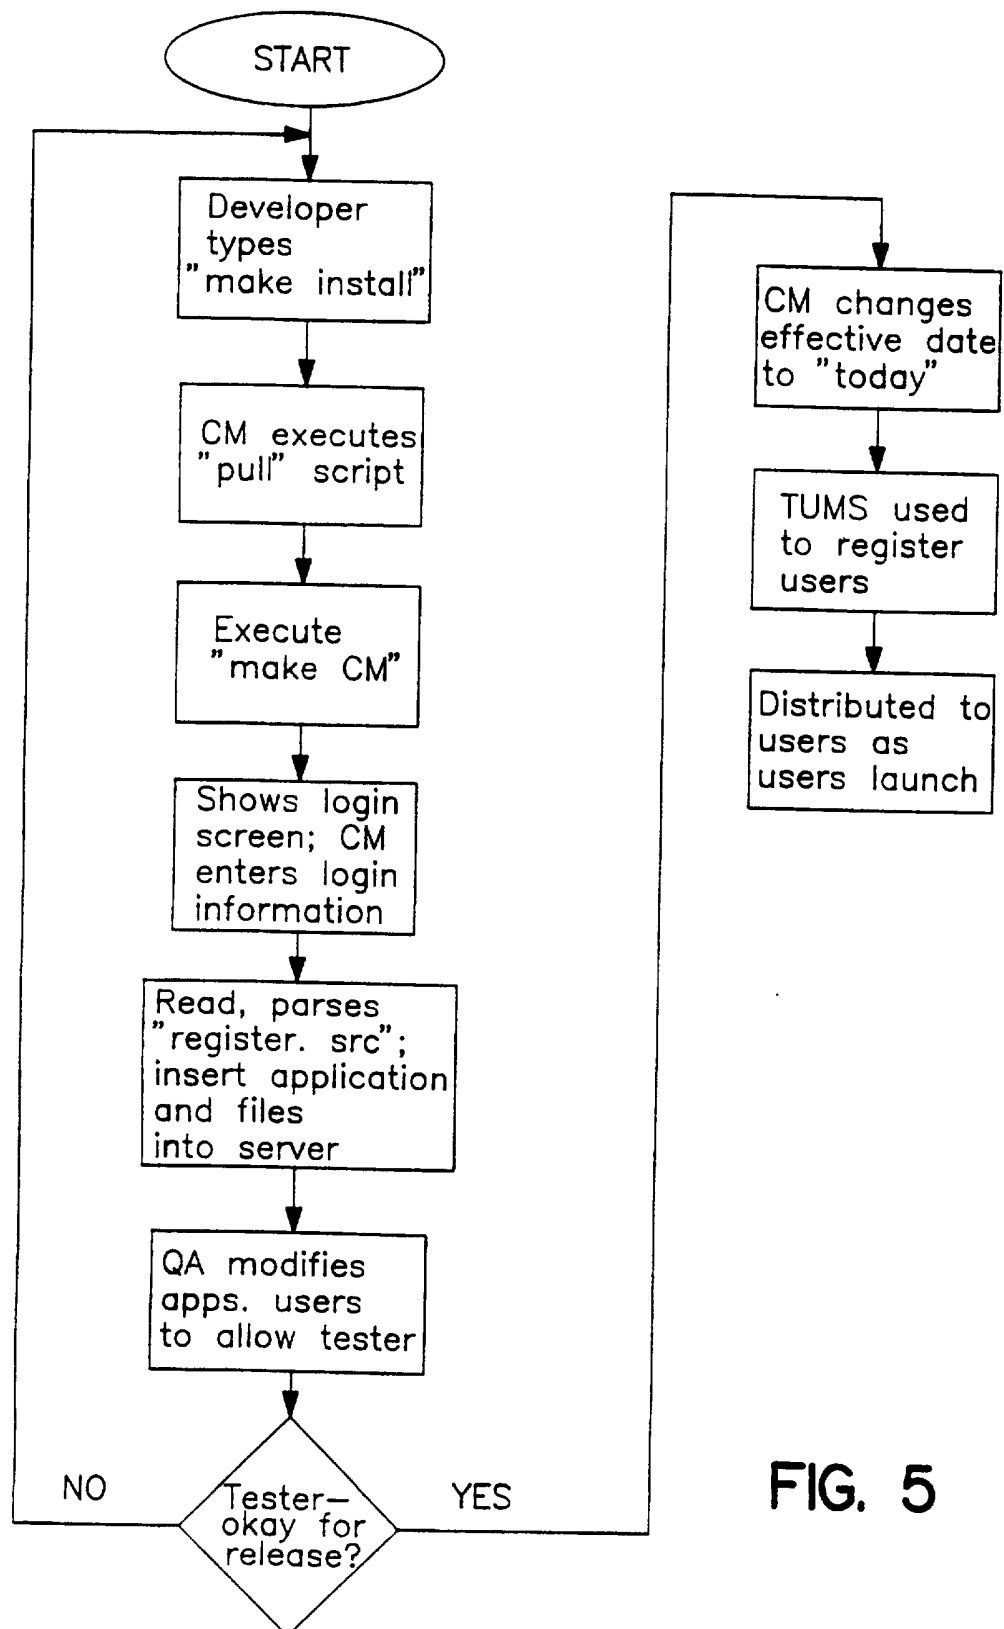 START
Developer
types
"make install"
CM executes
"pull" script
Execute
"make CM"
Shows login
screen; CM
enters login
information
Read, parses
"register. src";
insert application
and files
into server
QA modifies
apps. users
to allow tester
Tester—
okay for
release?
NO
YES
CM changes
effective date
to "today"
TUMS used
to register
users
Distributed to
users as
users launch
FIG. 5